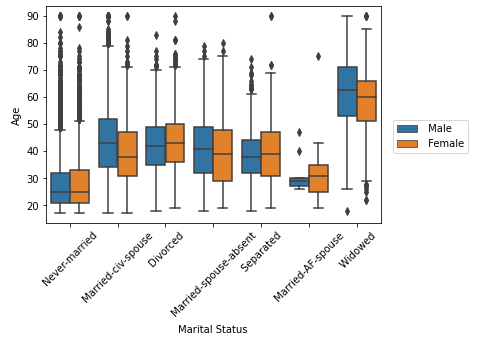 90
80
70
60
50
40
30
20
Age
Male
Female
Never-married
Married-civ-spouse
Divorced
Married-spouse-absent
Separated
Married-AF-spouse
Widowed
Marital Status